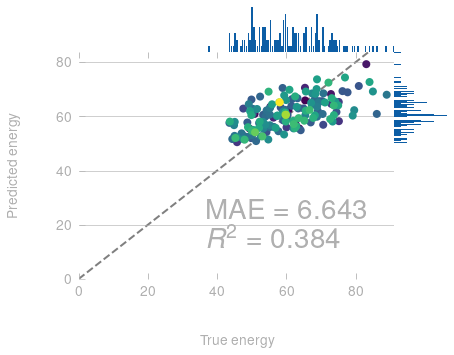 80
60
40
20
0
Predicted energy
MAE = 6.643
R² = 0.384
0 20 40 60 80
True energy